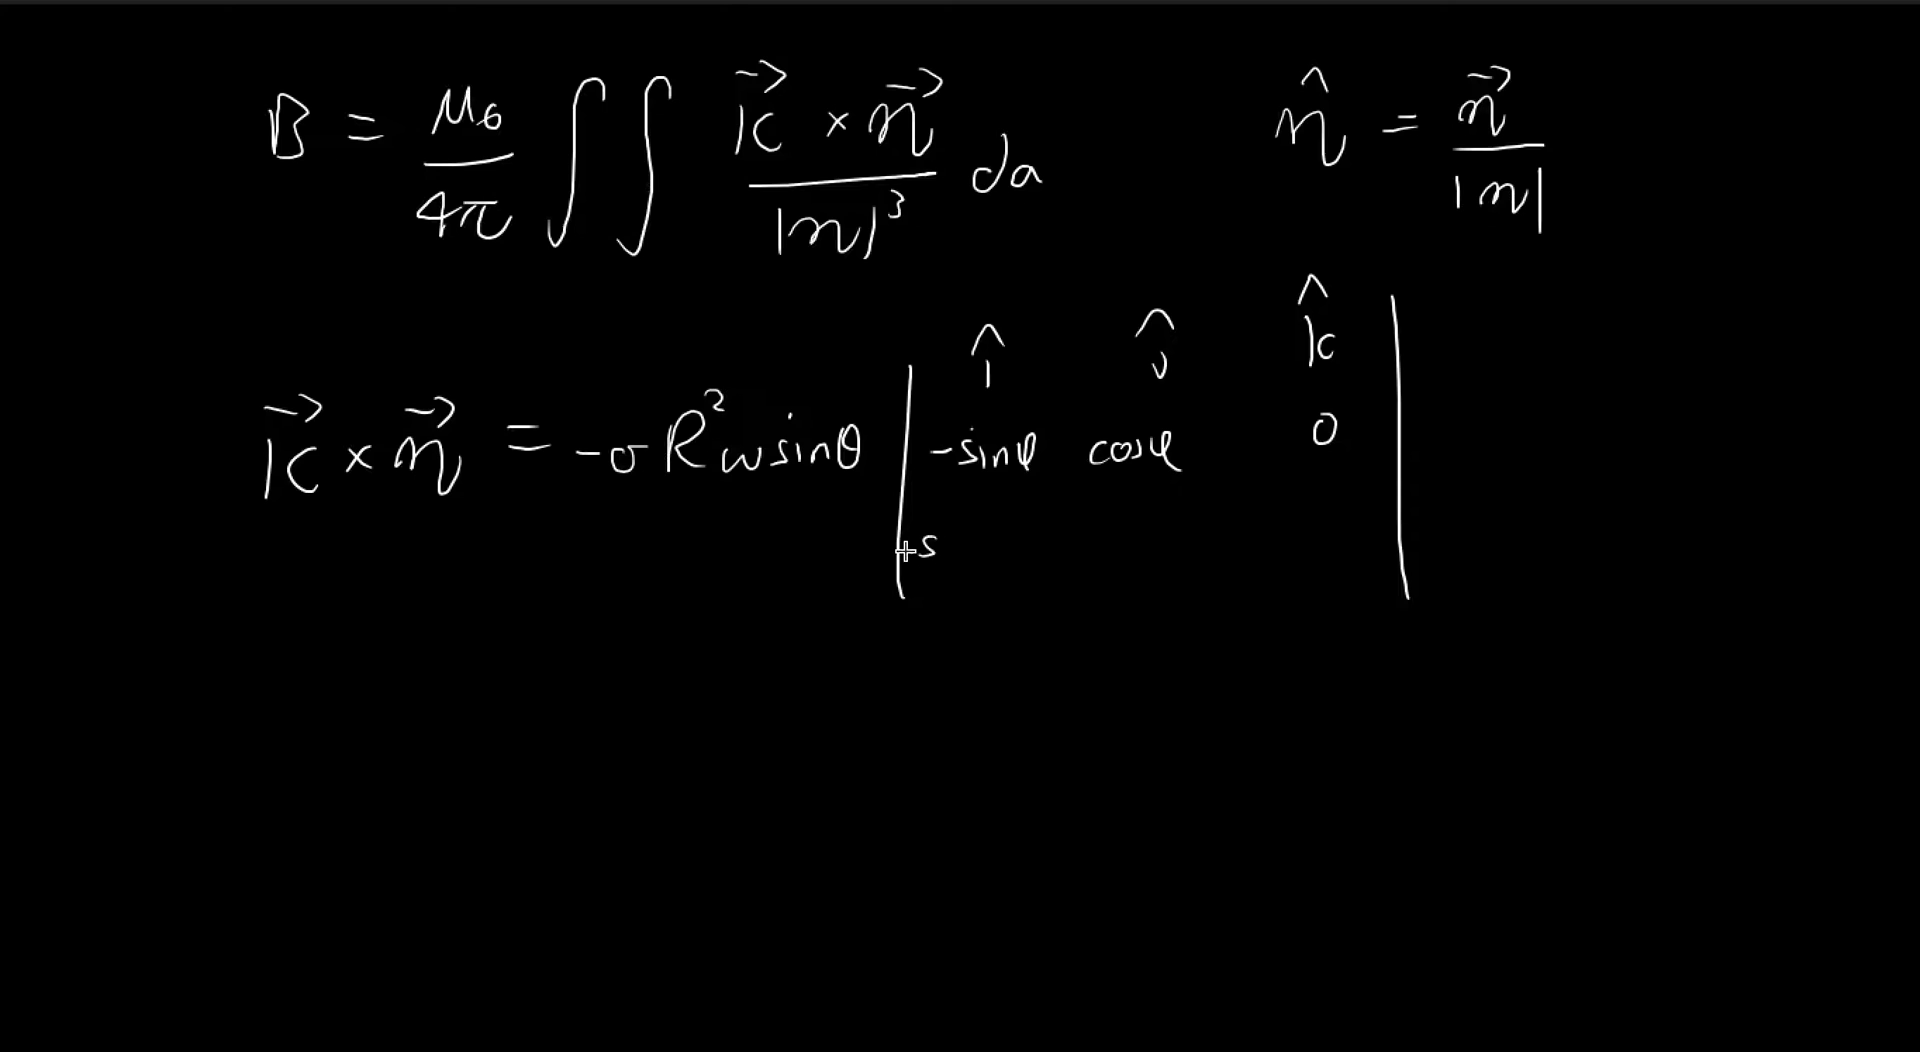 B = μ₀/4π ∫∫ (K⃗ × r⃗)/|r|³ da    r̂ = r⃗/|r|
î ĵ k̂
K⃗ × r⃗ = -σR²ω sinθ | -sinφ cosφ 0 |
s